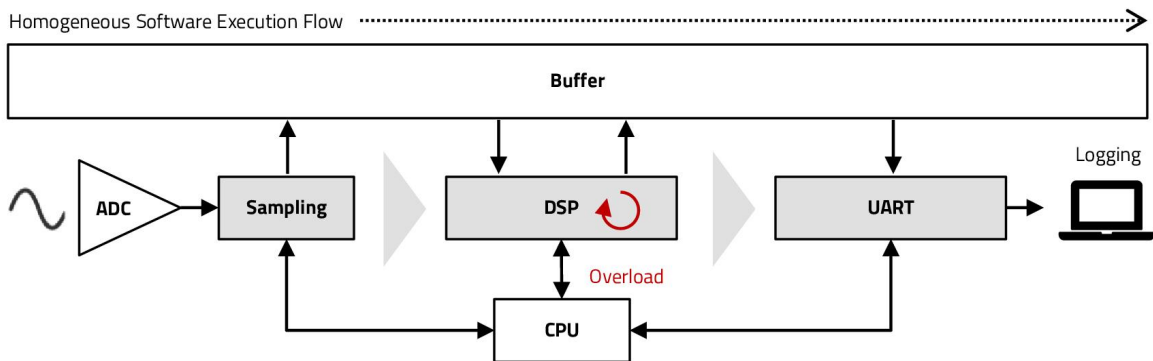 Homogeneous Software Execution Flow
Buffer
Logging
ADC
Sampling
DSP
UART
Overload
CPU